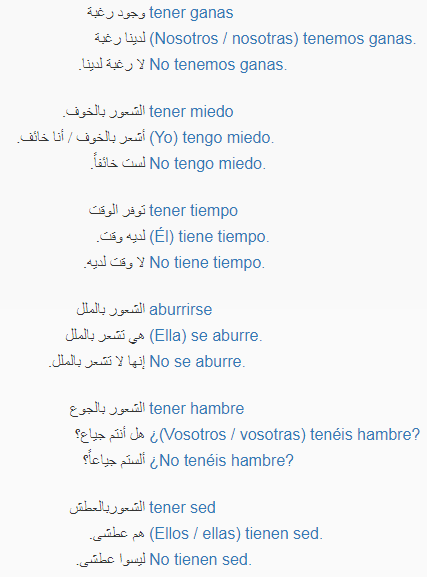 وجود رغبة tener ganas
لدينا رغبة (Nosotros / nosotras) tenemos ganas.
لا رغبة لدينا. No tenemos ganas.
الشعور بالخوف. tener miedo
أشعر بالخوف / أنا خائف. (Yo) tengo miedo.
لست خائفاً. No tengo miedo.
توفر الوقت tener tiempo
لديه وقت. (Él) tiene tiempo.
لا وقت لديه. No tiene tiempo.
الشعور بالملل aburrirse
هي تشعر بالملل (Ella) se aburre.
إنها لا تشعر بالملل. No se aburre.
الشعور بالجوع tener hambre
هل أنتم جياع؟ ¿(Vosotros / vosotras) tenéis hambre?
ألستم جياعاً؟ ¿No tenéis hambre?
الشعوربالعطش tener sed
هم عطشى. (Ellos / ellas) tienen sed.
ليسوا عطشى. No tienen sed.